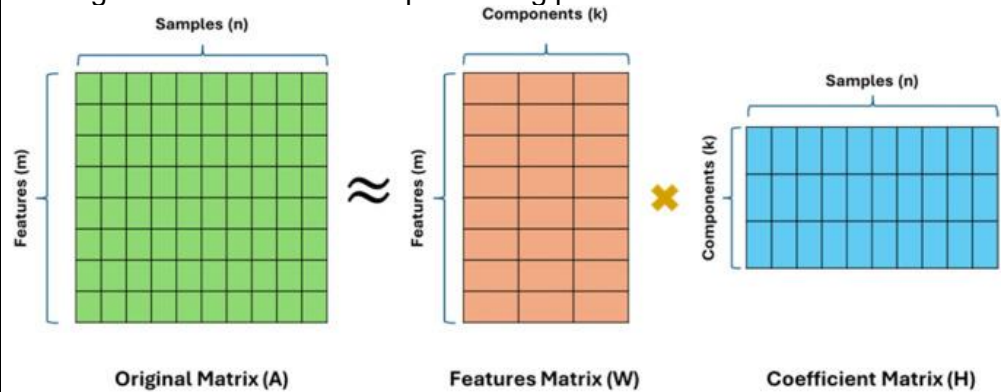 Samples (n)
Components (k)
Samples (n)
Features (m)
≈
Features (m)
Components (k)
Original Matrix (A)
Features Matrix (W)
Coefficient Matrix (H)